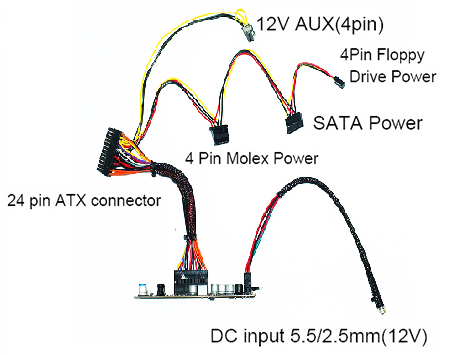 12V AUX(4pin)
4Pin Floppy
Drive Power
SATA Power
4 Pin Molex Power
24 pin ATX connector
DC input 5.5/2.5mm(12V)